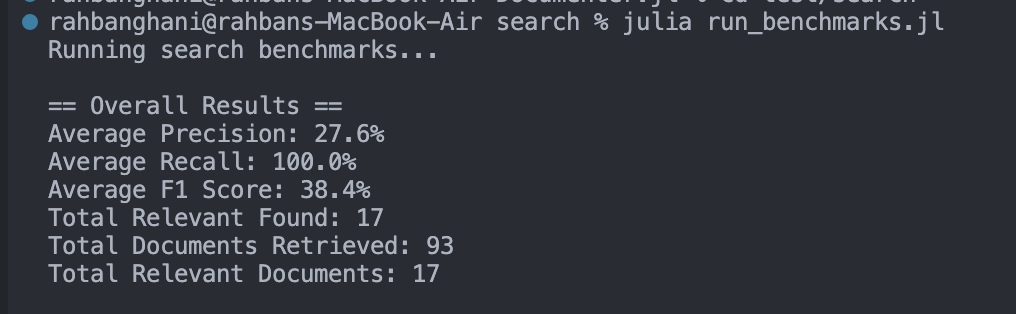 rahbanghani@rahbans-MacBook-Air search % julia run_benchmarks.jl
Running search benchmarks...
== Overall Results ==
Average Precision: 27.6%
Average Recall: 100.0%
Average F1 Score: 38.4%
Total Relevant Found: 17
Total Documents Retrieved: 93
Total Relevant Documents: 17